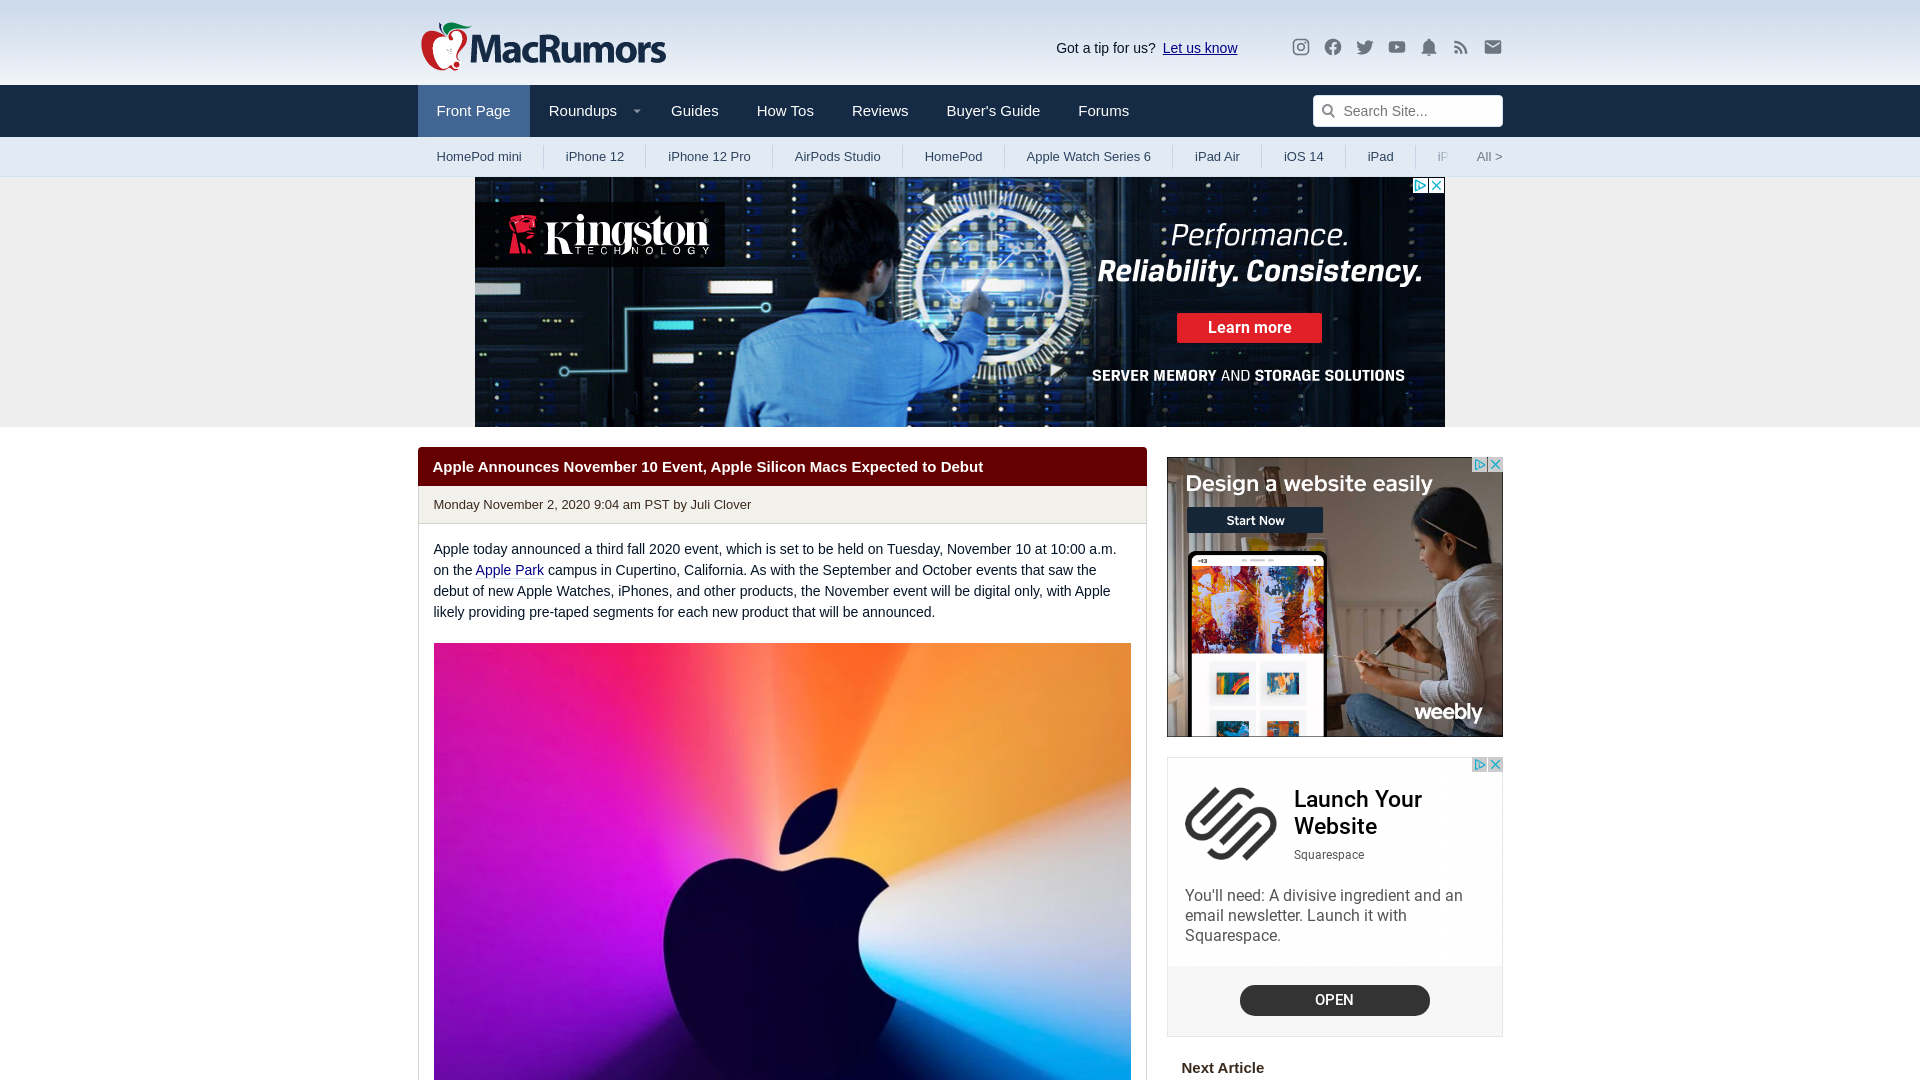 MacRumors
Got a tip for us? Let us know
Front Page
Roundups
Guides
How Tos
Reviews
Buyer's Guide
Forums
Search Site...
HomePod mini
iPhone 12
iPhone 12 Pro
AirPods Studio
HomePod
Apple Watch Series 6
iPad Air
iOS 14
iPad
iP
All >
Kingston
TECHNOLOGY
Performance.
Reliability. Consistency.
Learn more
SERVER MEMORY AND STORAGE SOLUTIONS
Apple Announces November 10 Event, Apple Silicon Macs Expected to Debut
Monday November 2, 2020 9:04 am PST by Juli Clover
Apple today announced a third fall 2020 event, which is set to be held on Tuesday, November 10 at 10:00 a.m.
on the Apple Park campus in Cupertino, California. As with the September and October events that saw the
debut of new Apple Watches, iPhones, and other products, the November event will be digital only, with Apple
likely providing pre-taped segments for each new product that will be announced.
Design a website easily
Start Now
weebly
Launch Your
Website
Squarespace
You'll need: A divisive ingredient and an
email newsletter. Launch it with
Squarespace.
OPEN
Next Article